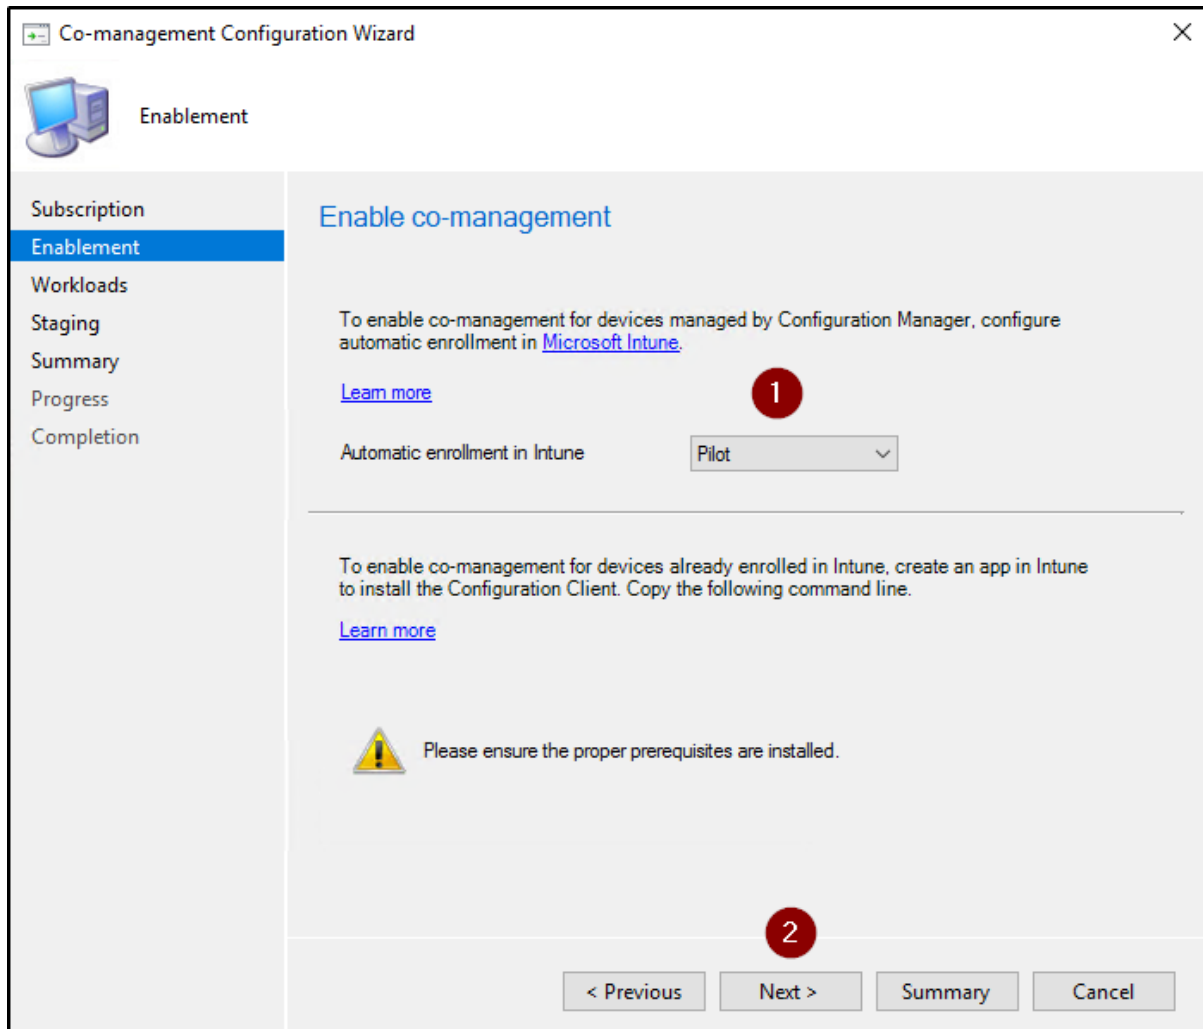 Co-management Configuration Wizard
Enablement
Subscription
Enablement
Workloads
Staging
Summary
Progress
Completion
Enable co-management
To enable co-management for devices managed by Configuration Manager, configure
automatic enrollment in Microsoft Intune.
Learn more
1
Automatic enrollment in Intune
Pilot
To enable co-management for devices already enrolled in Intune, create an app in Intune
to install the Configuration Client. Copy the following command line.
Learn more
Please ensure the proper prerequisites are installed.
2
< Previous
Next >
Summary
Cancel